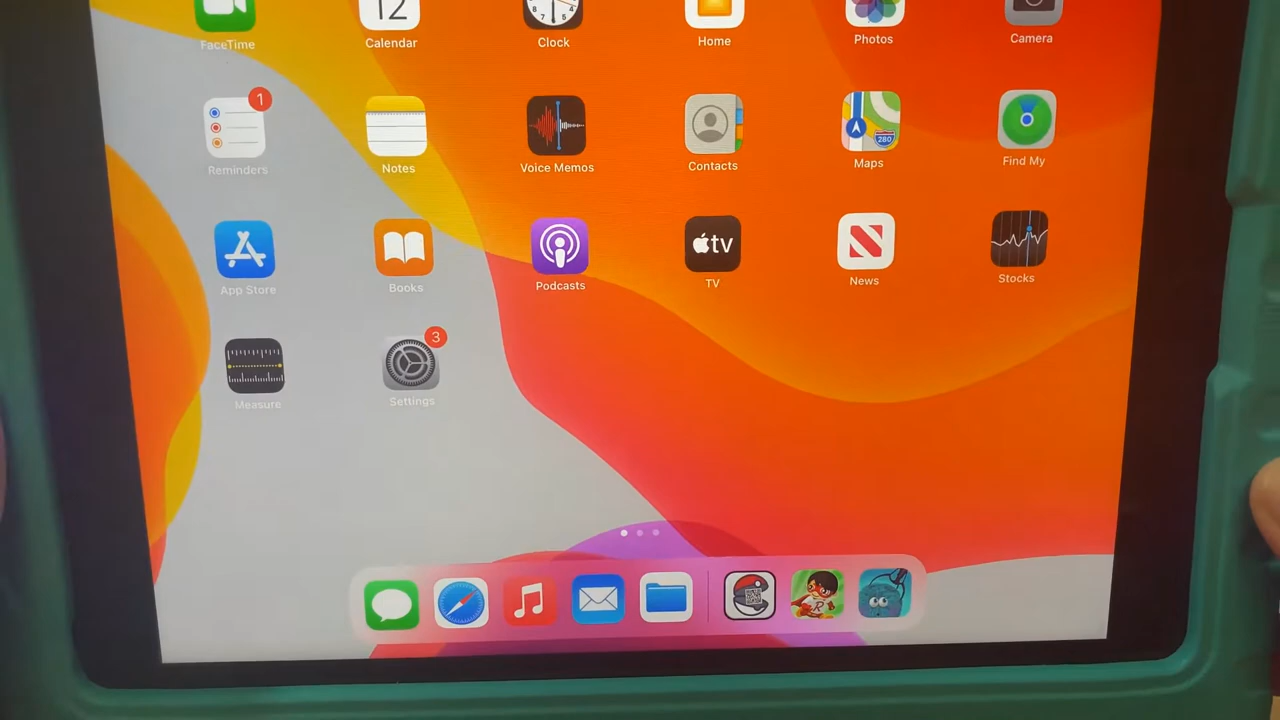 12
FaceTime
Calendar
Clock
Home
Photos
Camera
1
280
Reminders
Notes
Voice Memos
Contacts
Maps
Find My
tv
App Store
Books
Podcasts
TV
News
Stocks
3
Measure
Settings
R